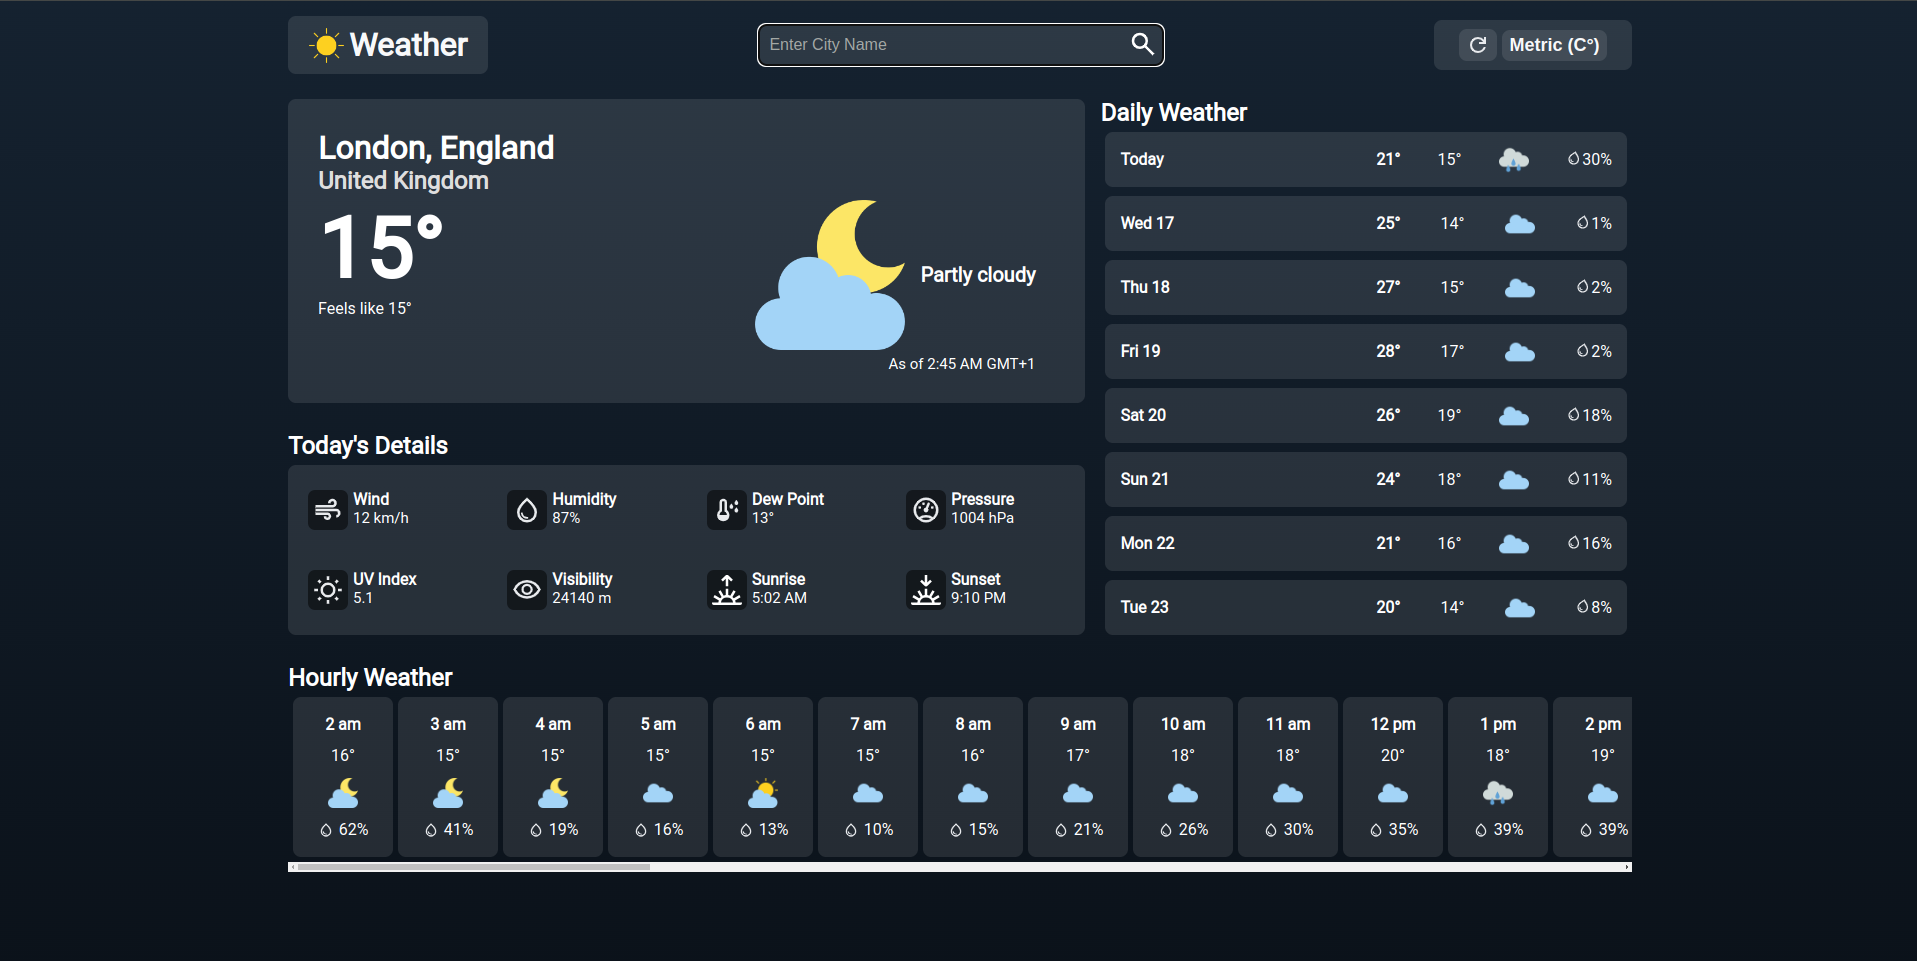 Weather
Enter City Name
Metric (C°)
London, England
United Kingdom
15°
Feels like 15°
Partly cloudy
As of 2:45 AM GMT+1
Daily Weather
Today 21° 15° 30%
Wed 17 25° 14° 1%
Thu 18 27° 15° 2%
Fri 19 28° 17° 2%
Sat 20 26° 19° 18%
Sun 21 24° 18° 11%
Mon 22 21° 16° 16%
Tue 23 20° 14° 8%
Today's Details
Wind Humidity Dew Point Pressure
12 km/h 87% 13° 1004 hPa
UV Index Visibility Sunrise Sunset
5.1 24140 m 5:02 AM 9:10 PM
Hourly Weather
2 am 3 am 4 am 5 am 6 am 7 am 8 am 9 am 10 am 11 am 12 pm 1 pm 2 pm
16° 15° 15° 15° 15° 15° 16° 17° 18° 18° 20° 18° 19°
62% 41% 19% 16% 13% 10% 15% 21% 26% 30% 35% 39% 39%